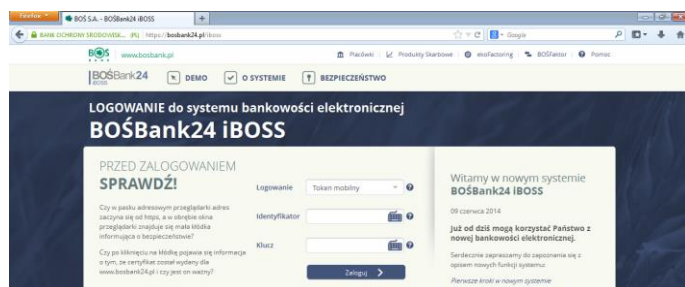 Firefox
BOŚ S.A. - BOŚBank24 iBOSS
BANK OCHRONY ŚRODOWISK... (PL) https://bosbank24.pl/iboss
Google
BOŚ www.bosbank.pl
Placówki Produkty Skarbowe ekoFactoring BOŚFaktor Pomoc
BOŚBank24 iBOSS DEMO O SYSTEMIE BEZPIECZEŃSTWO
LOGOWANIE do systemu bankowości elektronicznej
BOŚBank24 iBOSS
PRZED ZALOGOWANIEM
SPRAWDŹ!
Czy w pasku adresowym przeglądarki adres
zaczyna się od https, a w obrębie okna
przeglądarki znajduje się mała kłódka
informująca o bezpieczeństwie?
Czy po kliknięciu na kłódkę pojawia się informacja
o tym, że certyfikat został wydany dla
www.bosbank24.pl i czy jest on ważny?
Logowanie Token mobilny
Identyfikator
Klucz
Zaloguj
Witamy w nowym systemie
BOŚBank24 iBOSS
09 czerwca 2014
Już od dziś mogą korzystać Państwo z
nowej bankowości elektronicznej.
Serdecznie zapraszamy do zapoznania się z
opisem nowych funkcji systemu:
Pierwsze kroki w nowym systemie